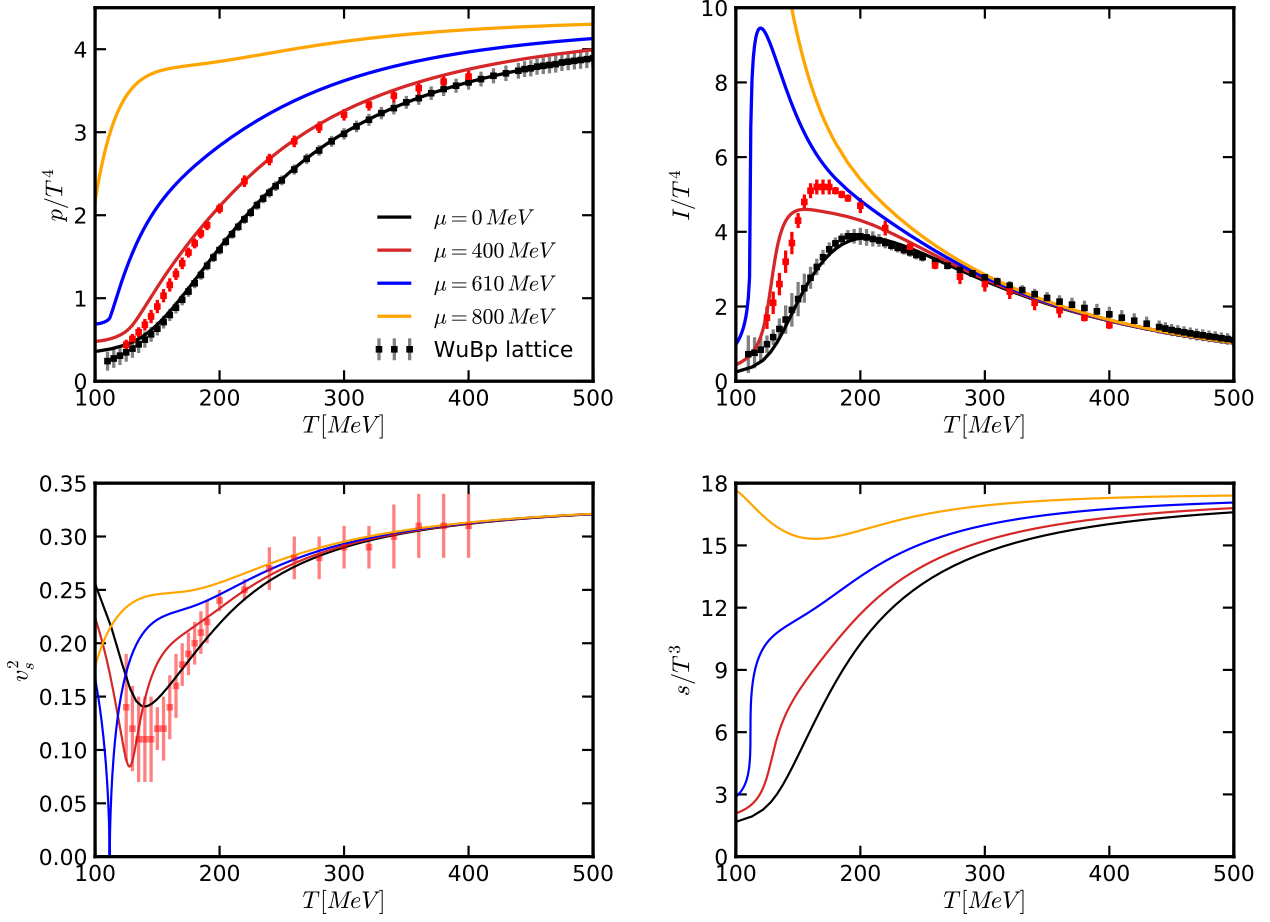 p/T⁴
4
3
2
1
0
μ = 0 MeV
μ = 400 MeV
μ = 610 MeV
μ = 800 MeV
WuBp lattice
100 200 300 400 500
T[MeV]
I/T⁴
10
8
6
4
2
0
100 200 300 400 500
T[MeV]
v_s²
0.35
0.30
0.25
0.20
0.15
0.10
0.05
0.00
100 200 300 400 500
T[MeV]
s/T³
18
15
12
9
6
3
0
100 200 300 400 500
T[MeV]